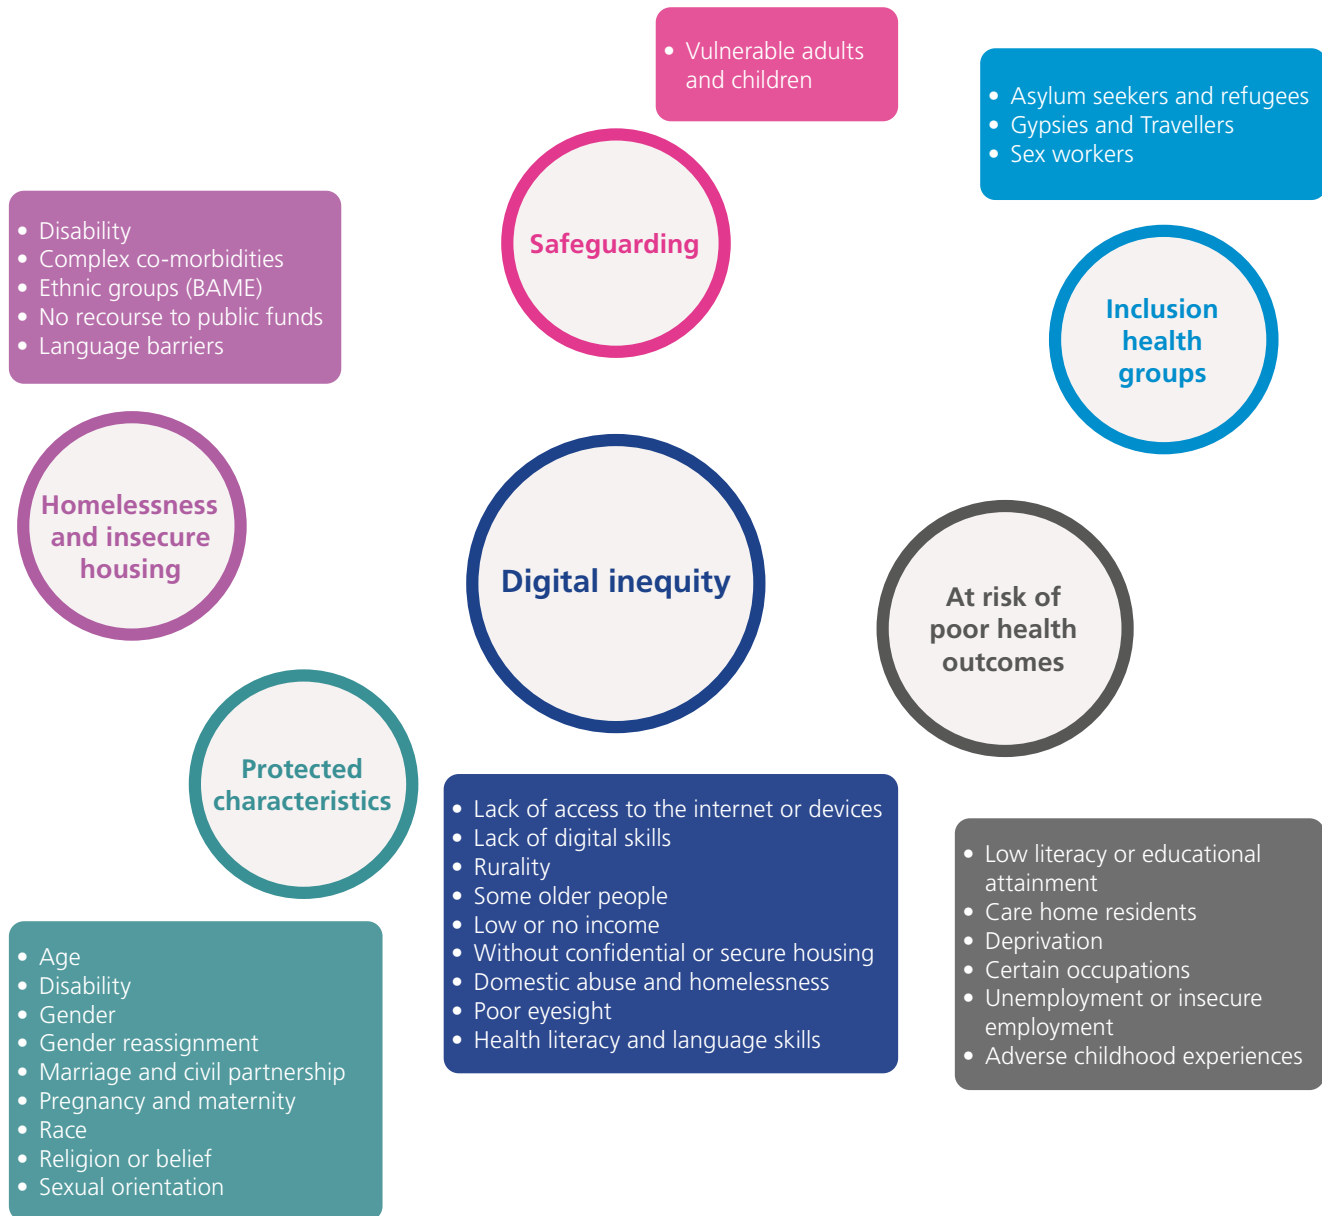 • Vulnerable adults
and children
Safeguarding
• Asylum seekers and refugees
• Gypsies and Travellers
• Sex workers
Inclusion
health
groups
• Disability
• Complex co-morbidities
• Ethnic groups (BAME)
• No recourse to public funds
• Language barriers
Homelessness
and insecure
housing
Digital inequity
• Lack of access to the internet or devices
• Lack of digital skills
• Rurality
• Some older people
• Low or no income
• Without confidential or secure housing
• Domestic abuse and homelessness
• Poor eyesight
• Health literacy and language skills
At risk of
poor health
outcomes
• Low literacy or educational
attainment
• Care home residents
• Deprivation
• Certain occupations
• Unemployment or insecure
employment
• Adverse childhood experiences
Protected
characteristics
• Age
• Disability
• Gender
• Gender reassignment
• Marriage and civil partnership
• Pregnancy and maternity
• Race
• Religion or belief
• Sexual orientation